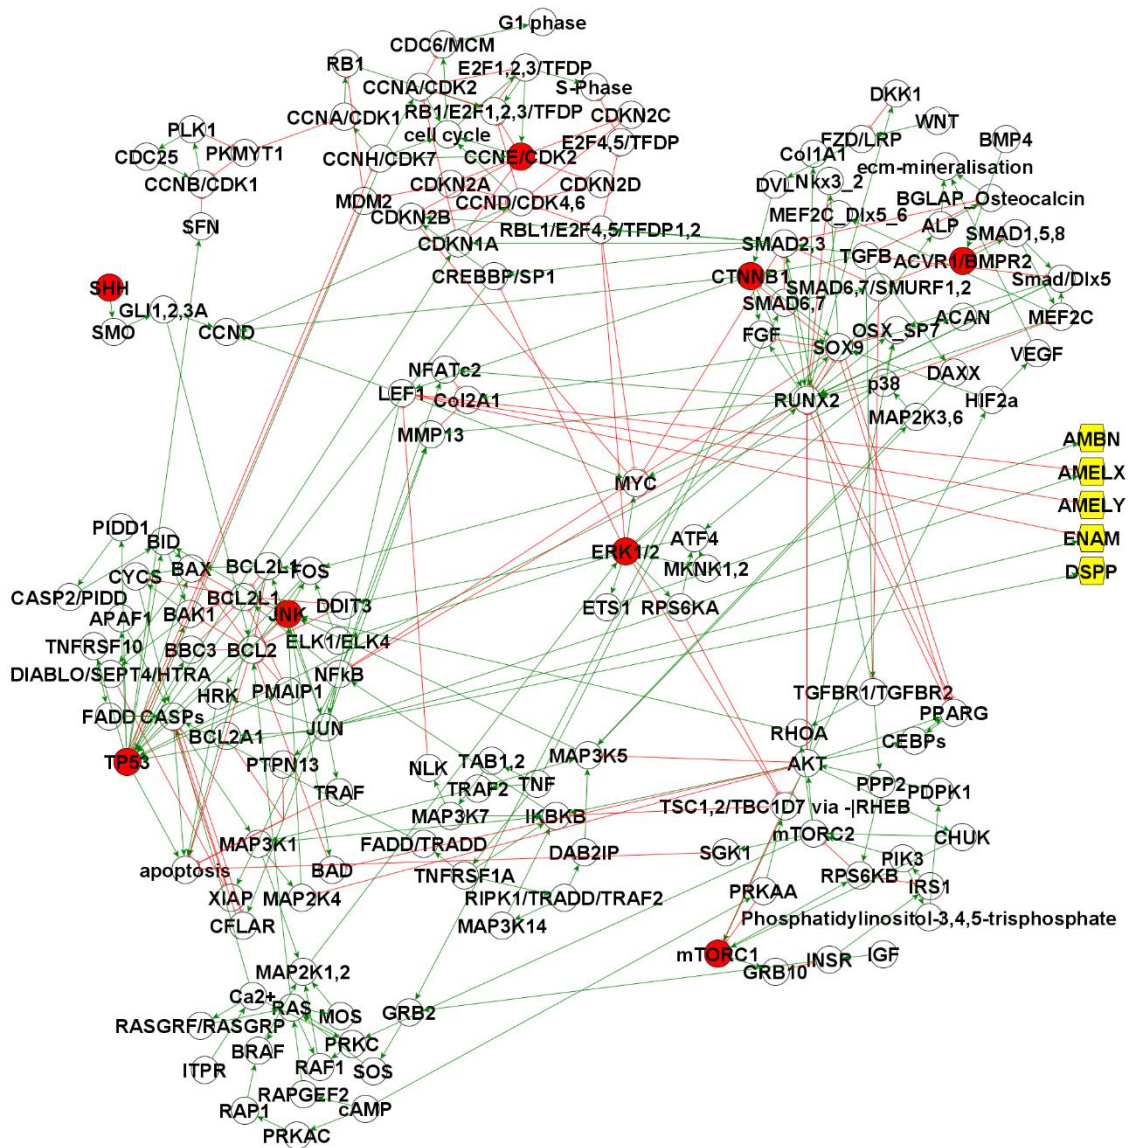 G1 phase
CDC6/MCM
RB1
E2F1,2,3/TFDP
CCNA/CDK2
S-Phase
DKK1
RB1/E2F1,2,3/TFDP
CDKN2C
CCNA/CDK1
WNT
PLK1
cell cycle
E2F4,5/TFDP
FZD/LRP
BMP4
PKMYT1
CDC25
CCNH/CDK7
CCNE/CDK2
Col1A1
ecm-mineralisation
CCNB/CDK1
CDKN2A
CDKN2D
DVL
Nkx3_2
MDM2
CCND/CDK4,6
BGLAP_Osteocalcin
SFN
CDKN2B
MEF2C_Dlx5_6
ALP
RBL1/E2F4,5/TFDP1,2
SMAD1,5,8
CDKN1A
SMAD2,3
TGFB
ACVR1/BMPR2
SHH
CREBBP/SP1
CTNNB1
SMAD6,7/SMURF1,2
Smad/Dlx5
GLI1,2,3A
SMAD6,7
SMO
CCND
FGF
OSX_SP7
ACAN
MEF2C
SOX9
VEGF
NFATc2
DAXX
LEF1
Col2A1
RUNX2
p38
HIF2a
MAP2K3,6
MMP13
AMBN
AMELX
MYC
AMELY
PIDD1
ENAM
BID
ATF4
ERK1/2
BAX
BCL2L1
FOS
MKNK1,2
DSPP
CYCS
CASP2/PIDD
BCL2L1
ETS1
RPS6KA
APAF1
BAK1
JNK
DDIT3
TNFRSF10
BBC3
BCL2
ELK1/ELK4
DIABLO/SEPT4/HTRA
NFkB
HRK
PMAIP1
TGFBR1/TGFBR2
FADD
CASPs
PPARG
JUN
RHOA
CEBPs
BCL2A1
TP53
PTPN13
NLK
TAB1,2
MAP3K5
AKT
TRAF
TRAF2
TNF
PPP2
PDPK1
MAP3K7
IKBKB
TSC1,2/TBC1D7 via -|RHEB
MAP3K1
FADD/TRADD
mTORC2
CHUK
DAB2IP
SGK1
PIK3
apoptosis
BAD
TNFRSF1A
RPS6KB
IRS1
XIAP
MAP2K4
RIPK1/TRADD/TRAF2
PRKAA
CFLAR
MAP3K14
Phosphatidylinositol-3,4,5-trisphosphate
mTORC1
MAP2K1,2
GRB10
INSR
IGF
Ca2+
RAS
MOS
GRB2
RASGRF/RASGRP
BRAF
PRKC
ITPR
RAF1
SOS
RAPGEF2
RAP1
cAMP
PRKAC